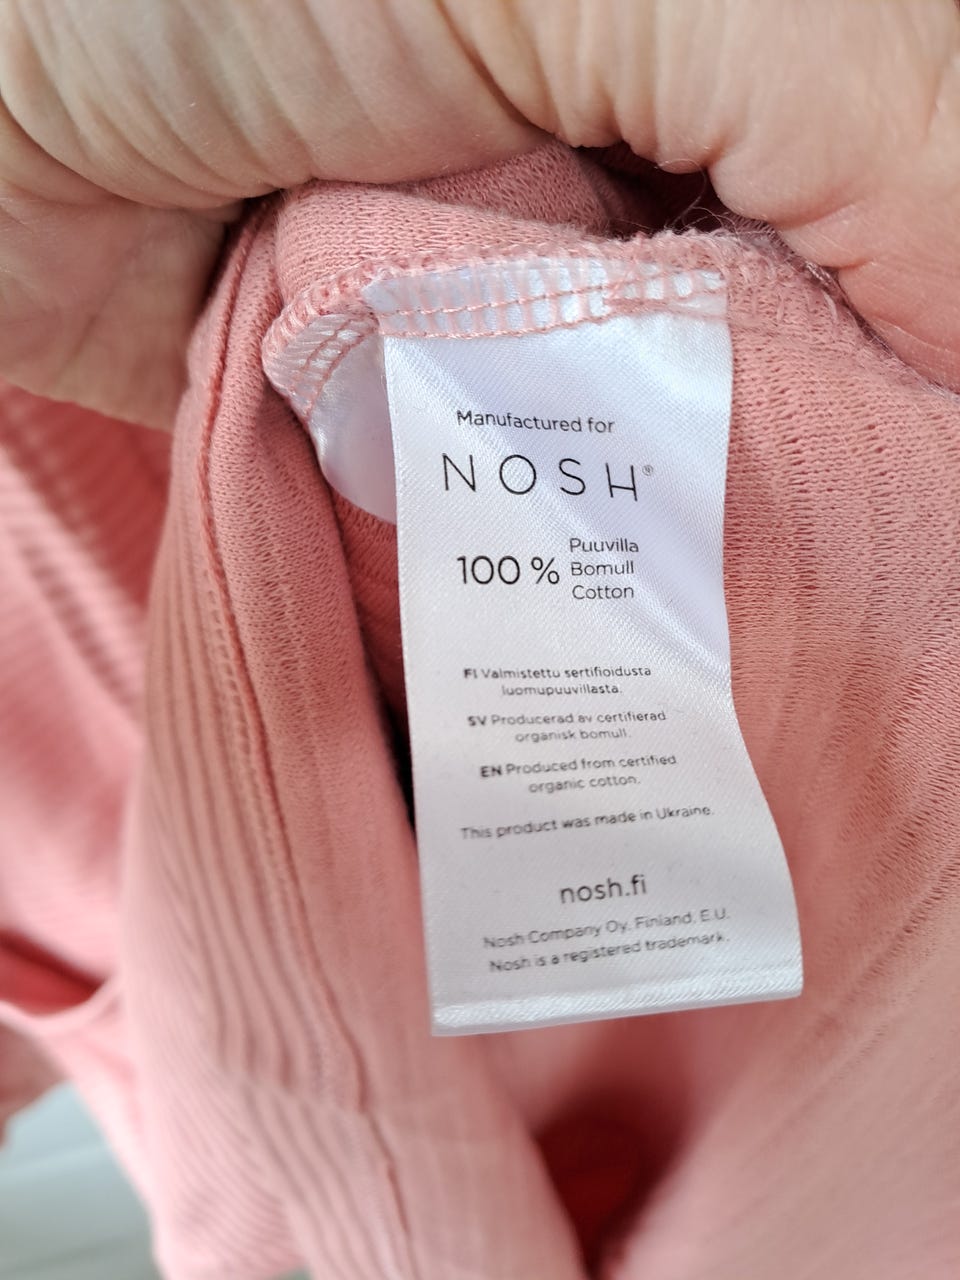 Manufactured for
NOSH®
100 % Puuvilla
Bomull
Cotton
FI Valmistettu sertifioidusta
luomupuuvillasta.
SV Producerad av certifierad
organisk bomull.
EN Produced from certified
organic cotton.
This product was made in Ukraine.
nosh.fi
Nosh Company Oy, Finland, E.U.
Nosh is a registered trademark.